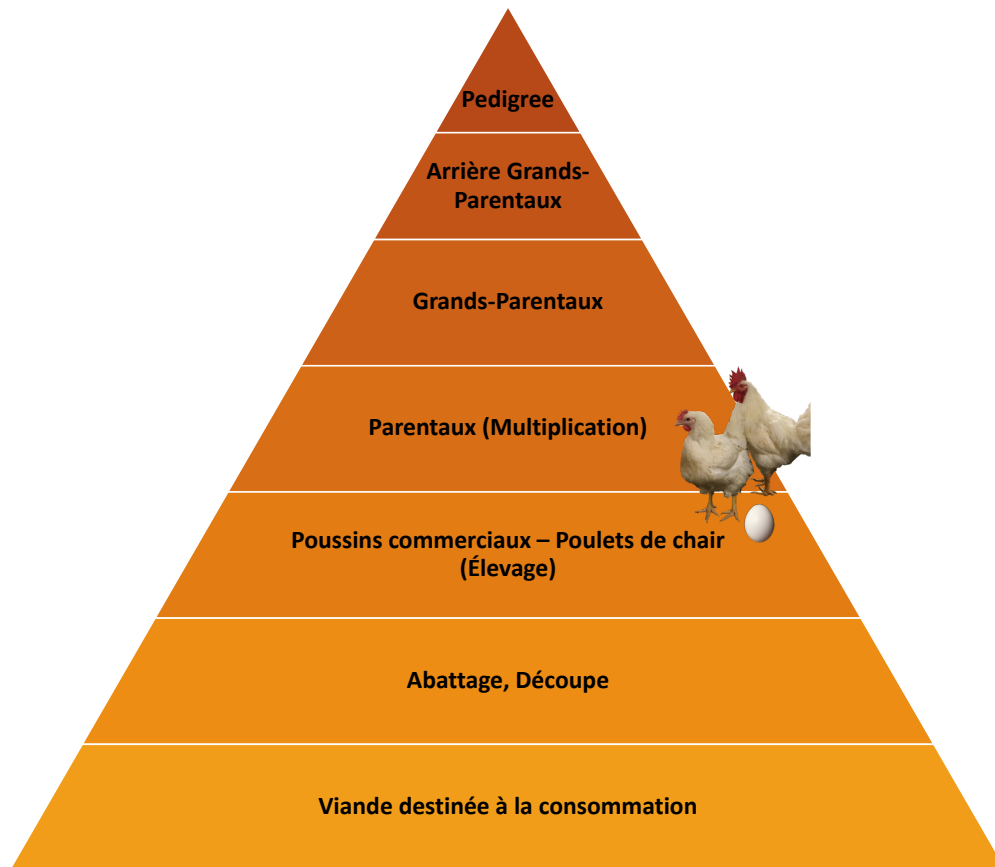 Pedigree
Arrière Grands-
Parentaux
Grands-Parentaux
Parentaux (Multiplication)
Poussins commerciaux – Poulets de chair
(Élevage)
Abattage, Découpe
Viande destinée à la consommation